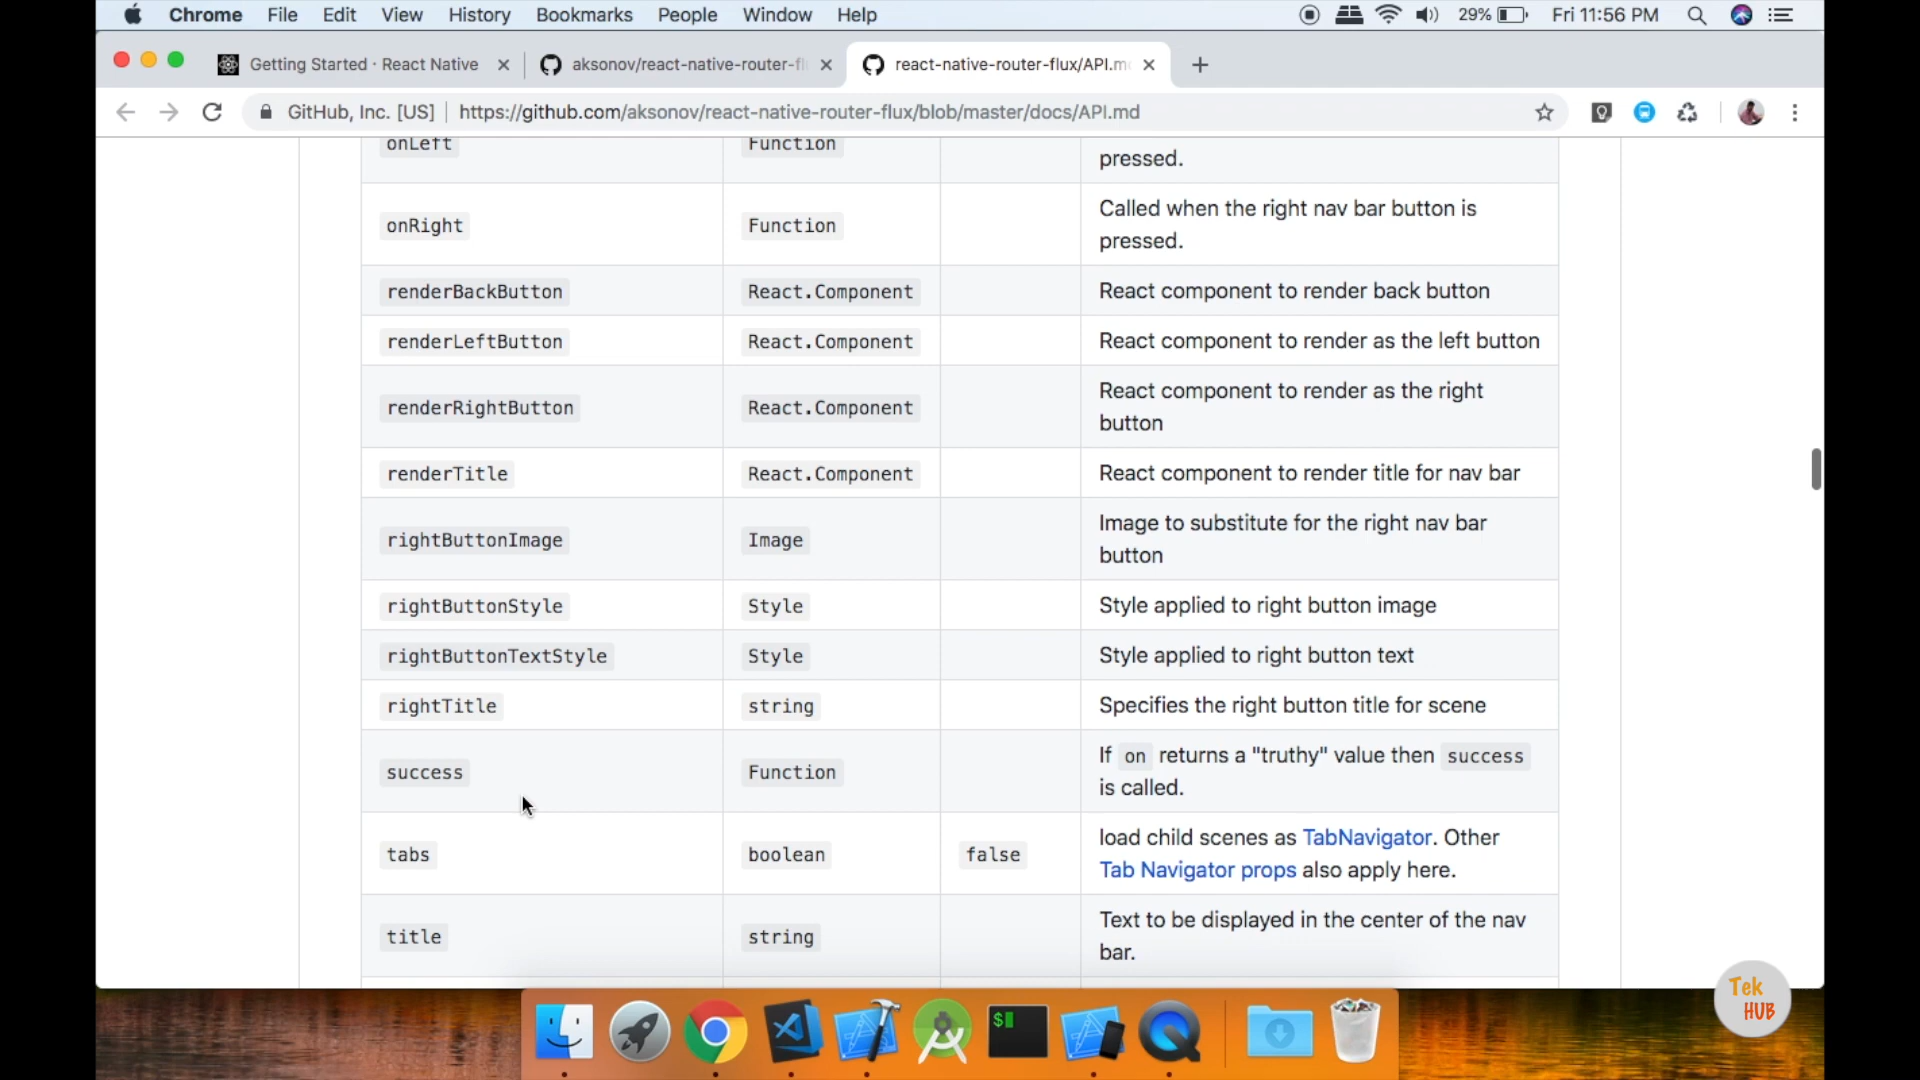 Chrome File Edit View History Bookmarks People Window Help 29% Fri 11:56 PM
Getting Started · React Native aksonov/react-native-router-fl react-native-router-flux/API.m
GitHub, Inc. [US] https://github.com/aksonov/react-native-router-flux/blob/master/docs/API.md
onLeft Function pressed.
onRight Function Called when the right nav bar button is
pressed.
renderBackButton React.Component React component to render back button
renderLeftButton React.Component React component to render as the left button
renderRightButton React.Component React component to render as the right
button
renderTitle React.Component React component to render title for nav bar
rightButtonImage Image Image to substitute for the right nav bar
button
rightButtonStyle Style Style applied to right button image
rightButtonTextStyle Style Style applied to right button text
rightTitle string Specifies the right button title for scene
success Function If on returns a "truthy" value then success
is called.
tabs boolean false load child scenes as TabNavigator. Other
Tab Navigator props also apply here.
title string Text to be displayed in the center of the nav
bar.
Tek
HUB
$